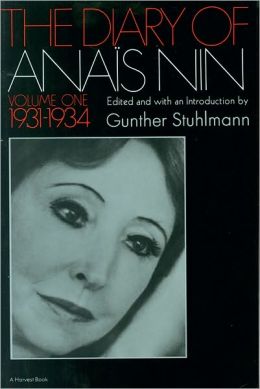 THE DIARY OF
ANAÏS NIN
VOLUME ONE
1931-1934
Edited and with an Introduction by
Gunther Stuhlmann
A Harvest Book